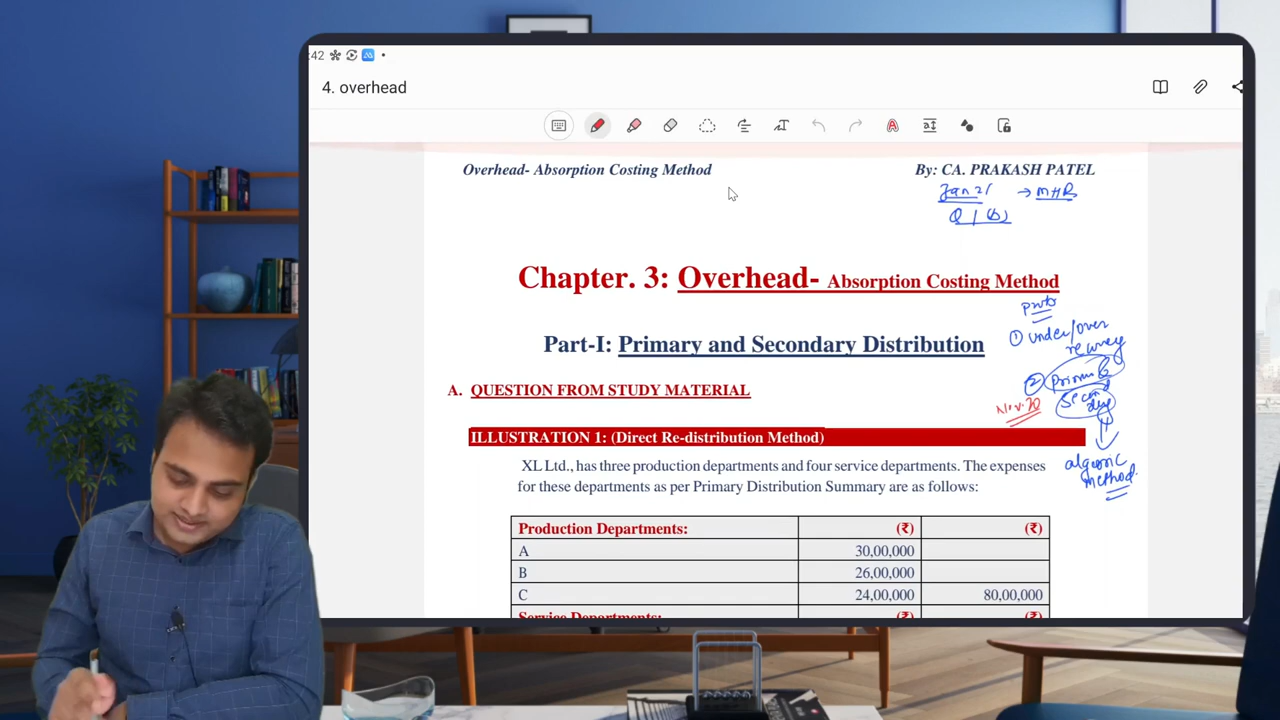 :42
4. overhead
Overhead- Absorption Costing Method
By: CA. PRAKASH PATEL
Jan 21 → MHR
Q 1 (b)
Chapter. 3: Overhead- Absorption Costing Method
① under/over
Part-I: Primary and Secondary Distribution
②
Nov. 20
A. QUESTION FROM STUDY MATERIAL
ILLUSTRATION 1: (Direct Re-distribution Method)
method.
XL Ltd., has three production departments and four service departments. The expenses
for these departments as per Primary Distribution Summary are as follows:
Production Departments: (₹) (₹)
A 30,00,000
B 26,00,000
C 24,00,000 80,00,000
Service Departments: (₹) (₹)